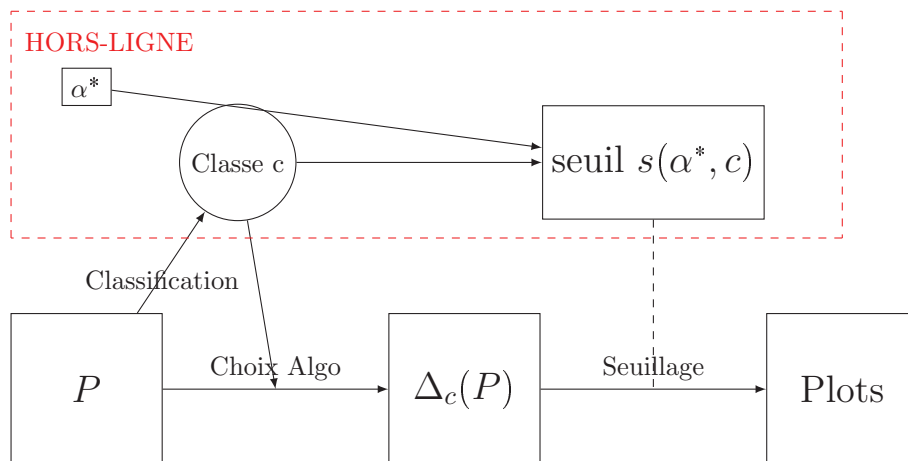 HORS-LIGNE
α*
Classe c
seuil s(α*, c)
Classification
P
Choix Algo
Δc(P)
Seuillage
Plots